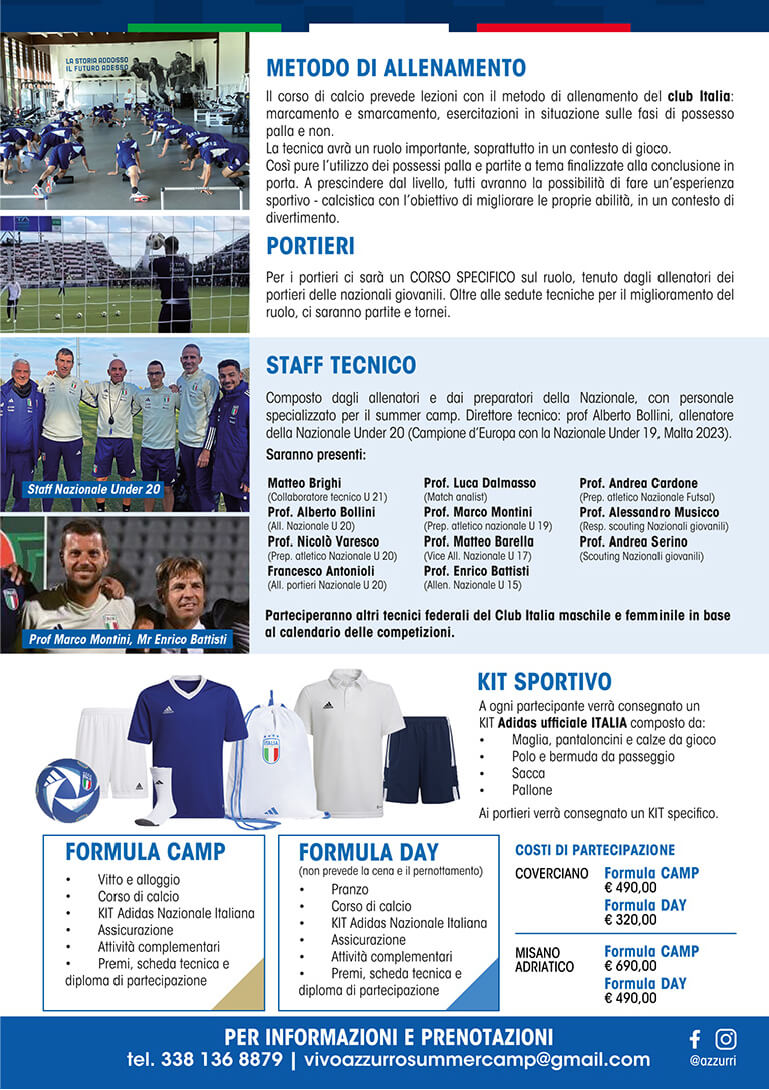 LA STORIA ADDOSSO
IL FUTURO ADESSO
METODO DI ALLENAMENTO
Il corso di calcio prevede lezioni con il metodo di allenamento del club Italia:
marcamento e smarcamento, esercitazioni in situazione sulle fasi di possesso
palla e non.
La tecnica avrà un ruolo importante, soprattutto in un contesto di gioco.
Così pure l'utilizzo dei possessi palla e partite a tema finalizzate alla conclusione in
porta. A prescindere dal livello, tutti avranno la possibilità di fare un'esperienza
sportivo - calcistica con l'obiettivo di migliorare le proprie abilità, in un contesto di
divertimento.
PORTIERI
Per i portieri ci sarà un CORSO SPECIFICO sul ruolo, tenuto dagli allenatori dei
portieri delle nazionali giovanili. Oltre alle sedute tecniche per il miglioramento del
ruolo, ci saranno partite e tornei.
STAFF TECNICO
Composto dagli allenatori e dai preparatori della Nazionale, con personale
specializzato per il summer camp. Direttore tecnico: prof Alberto Bollini, allenatore
della Nazionale Under 20 (Campione d'Europa con la Nazionale Under 19, Malta 2023).
Saranno presenti:
Matteo Brighi
(Collaboratore tecnico U 21)
Prof. Alberto Bollini
(All. Nazionale U 20)
Prof. Nicolò Varesco
(Prep. atletico Nazionale U 20)
Francesco Antonioli
(All. portieri Nazionale U 20)
Prof. Luca Dalmasso
(Match analist)
Prof. Marco Montini
(Prep. atletico nazionale U 19)
Prof. Matteo Barella
(Vice All. Nazionale U 17)
Prof. Enrico Battisti
(Allen. Nazionale U 15)
Prof. Andrea Cardone
(Prep. atletico Nazionale Futsal)
Prof. Alessandro Musicco
(Resp. scouting Nazionali giovanili)
Prof. Andrea Serino
(Scouting Nazionali giovanili)
Parteciperanno altri tecnici federali del Club Italia maschile e femminile in base
al calendario delle competizioni.
Staff Nazionale Under 20
Prof Marco Montini, Mr Enrico Battisti
KIT SPORTIVO
A ogni partecipante verrà consegnato un
KIT Adidas ufficiale ITALIA composto da:
• Maglia, pantaloncini e calze da gioco
• Polo e bermuda da passeggio
• Sacca
• Pallone
Ai portieri verrà consegnato un KIT specifico.
ITALIA
FORMULA CAMP
• Vitto e alloggio
• Corso di calcio
• KIT Adidas Nazionale Italiana
• Assicurazione
• Attività complementari
• Premi, scheda tecnica e
diploma di partecipazione
FORMULA DAY
(non prevede la cena e il pernottamento)
• Pranzo
• Corso di calcio
• KIT Adidas Nazionale Italiana
• Assicurazione
• Attività complementari
• Premi, scheda tecnica e
diploma di partecipazione
COSTI DI PARTECIPAZIONE
COVERCIANO
Formula CAMP
€ 490,00
Formula DAY
€ 320,00
MISANO
ADRIATICO
Formula CAMP
€ 690,00
Formula DAY
€ 490,00
PER INFORMAZIONI E PRENOTAZIONI
tel. 338 136 8879 | vivoazzurrosummercamp@gmail.com
@azzurri